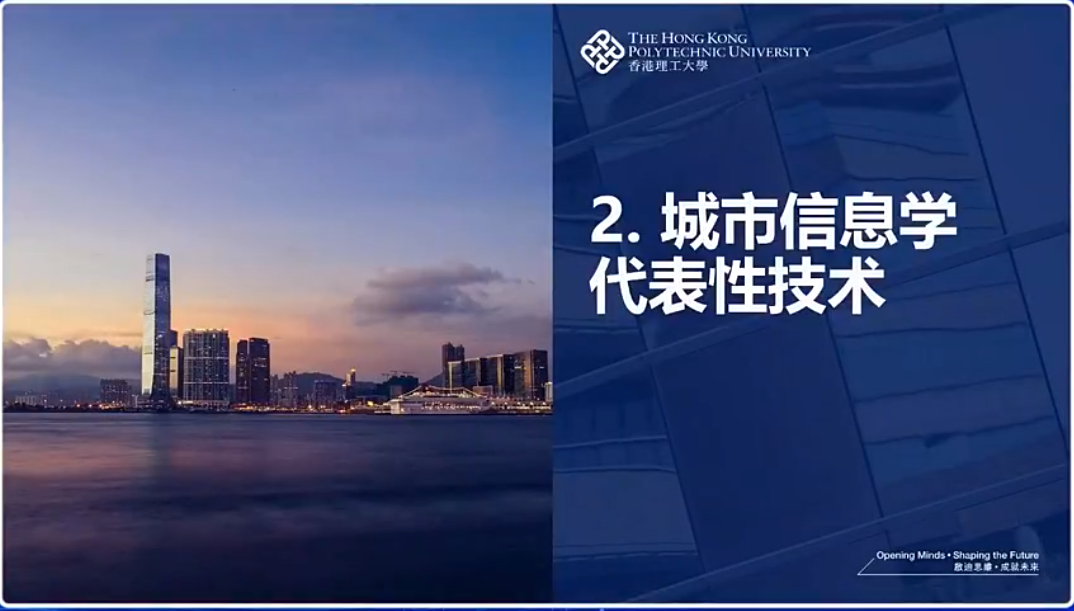 THE HONG KONG
POLYTECHNIC UNIVERSITY
香港理工大學
2. 城市信息学
代表性技术
Opening Minds • Shaping the Future
啟迪思維 • 成就未來